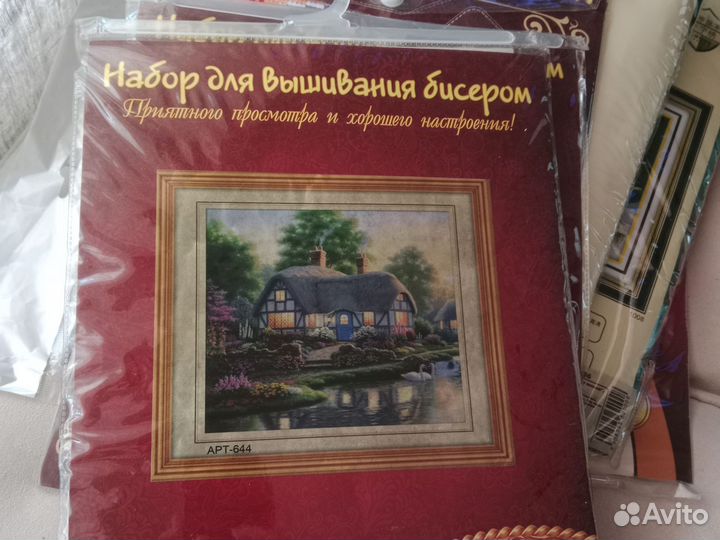 Набор для вышивания бисером
Приятного просмотра и хорошего настроения!
АРТ-644
Avito